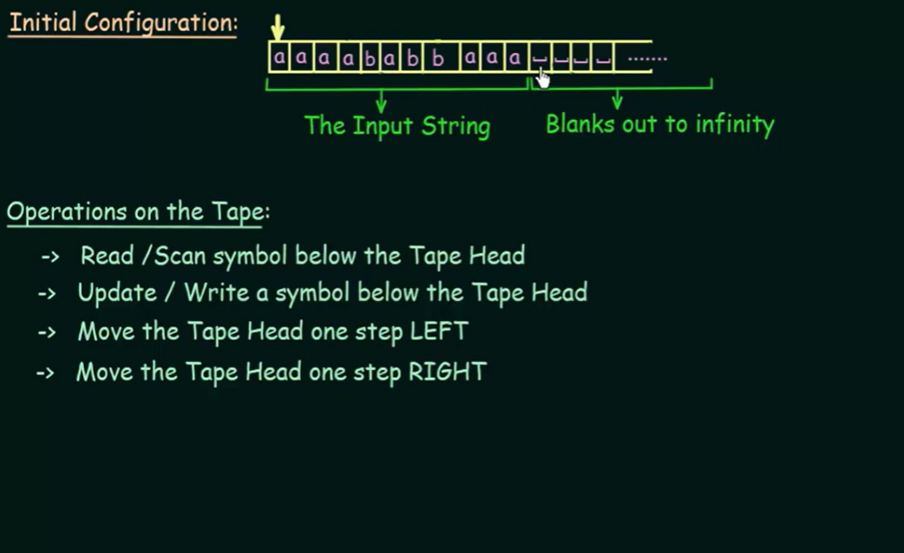 Initial Configuration:
a a a a b a b b a a a ⎵ ⎵ ⎵ ⎵ .......
The Input String Blanks out to infinity
Operations on the Tape:
-> Read /Scan symbol below the Tape Head
-> Update / Write a symbol below the Tape Head
-> Move the Tape Head one step LEFT
-> Move the Tape Head one step RIGHT